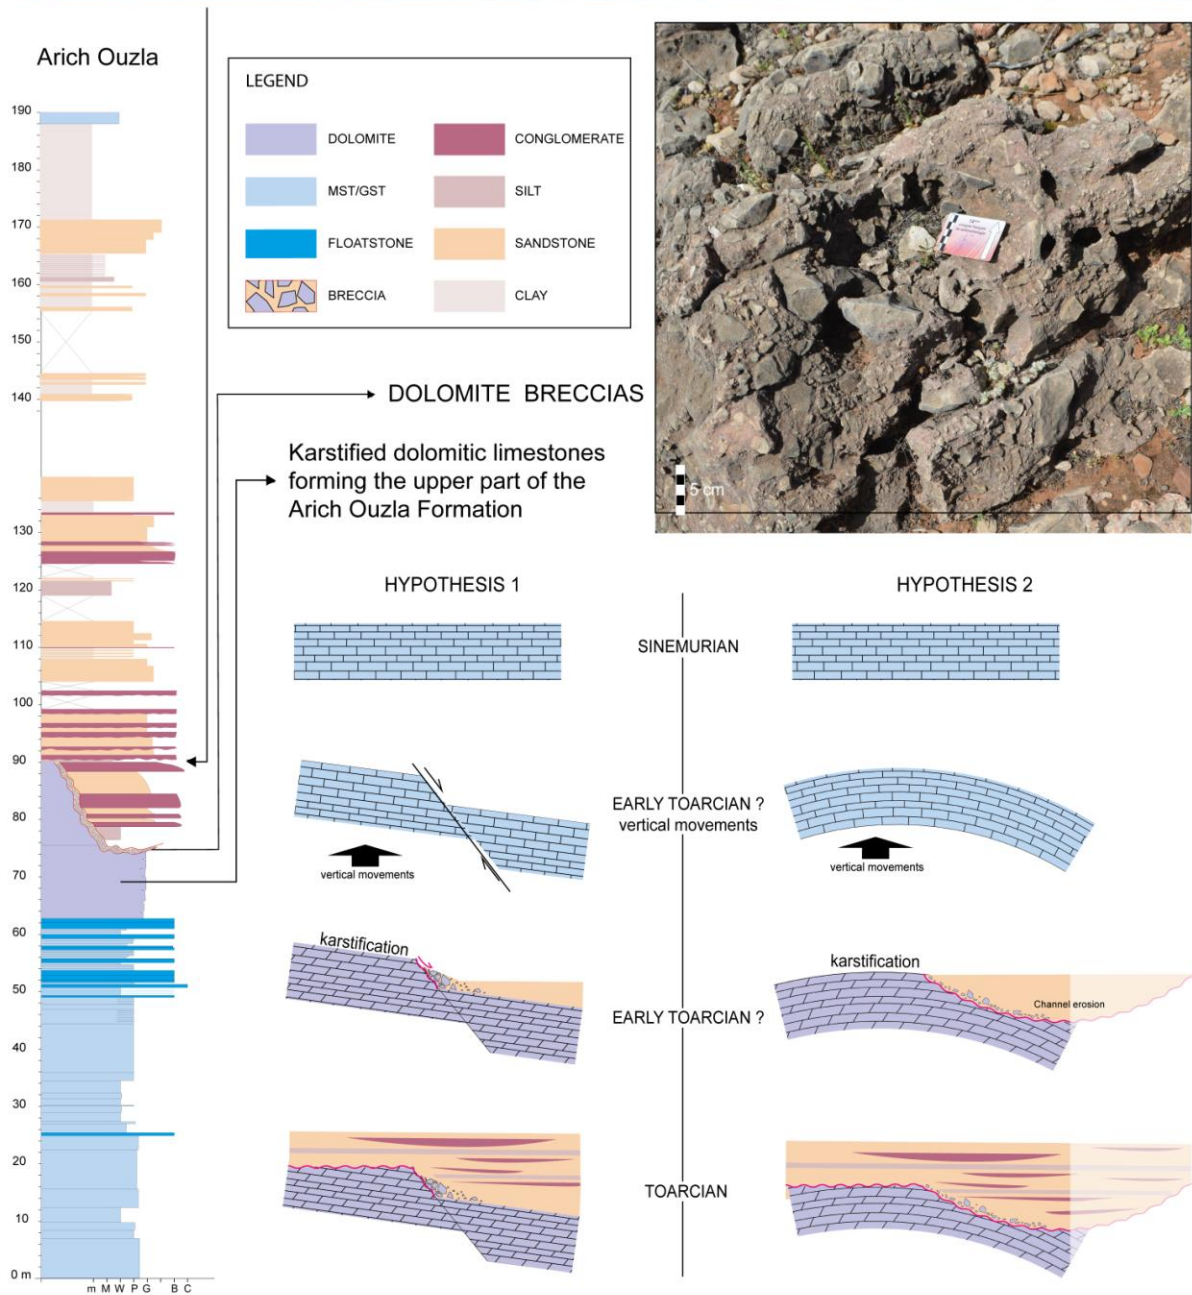 Arich Ouzla
190
180
170
160
150
140
130
120
110
100
90
80
70
60
50
40
30
20
10
0 m
m M W P G B C
LEGEND
DOLOMITE
CONGLOMERATE
MST/GST
SILT
FLOATSTONE
SANDSTONE
BRECCIA
CLAY
5 cm
DOLOMITE BRECCIAS
Karstified dolomitic limestones
forming the upper part of the
Arich Ouzla Formation
HYPOTHESIS 1
HYPOTHESIS 2
SINEMURIAN
EARLY TOARCIAN ?
vertical movements
vertical movements
vertical movements
karstification
karstification
Channel erosion
EARLY TOARCIAN ?
TOARCIAN